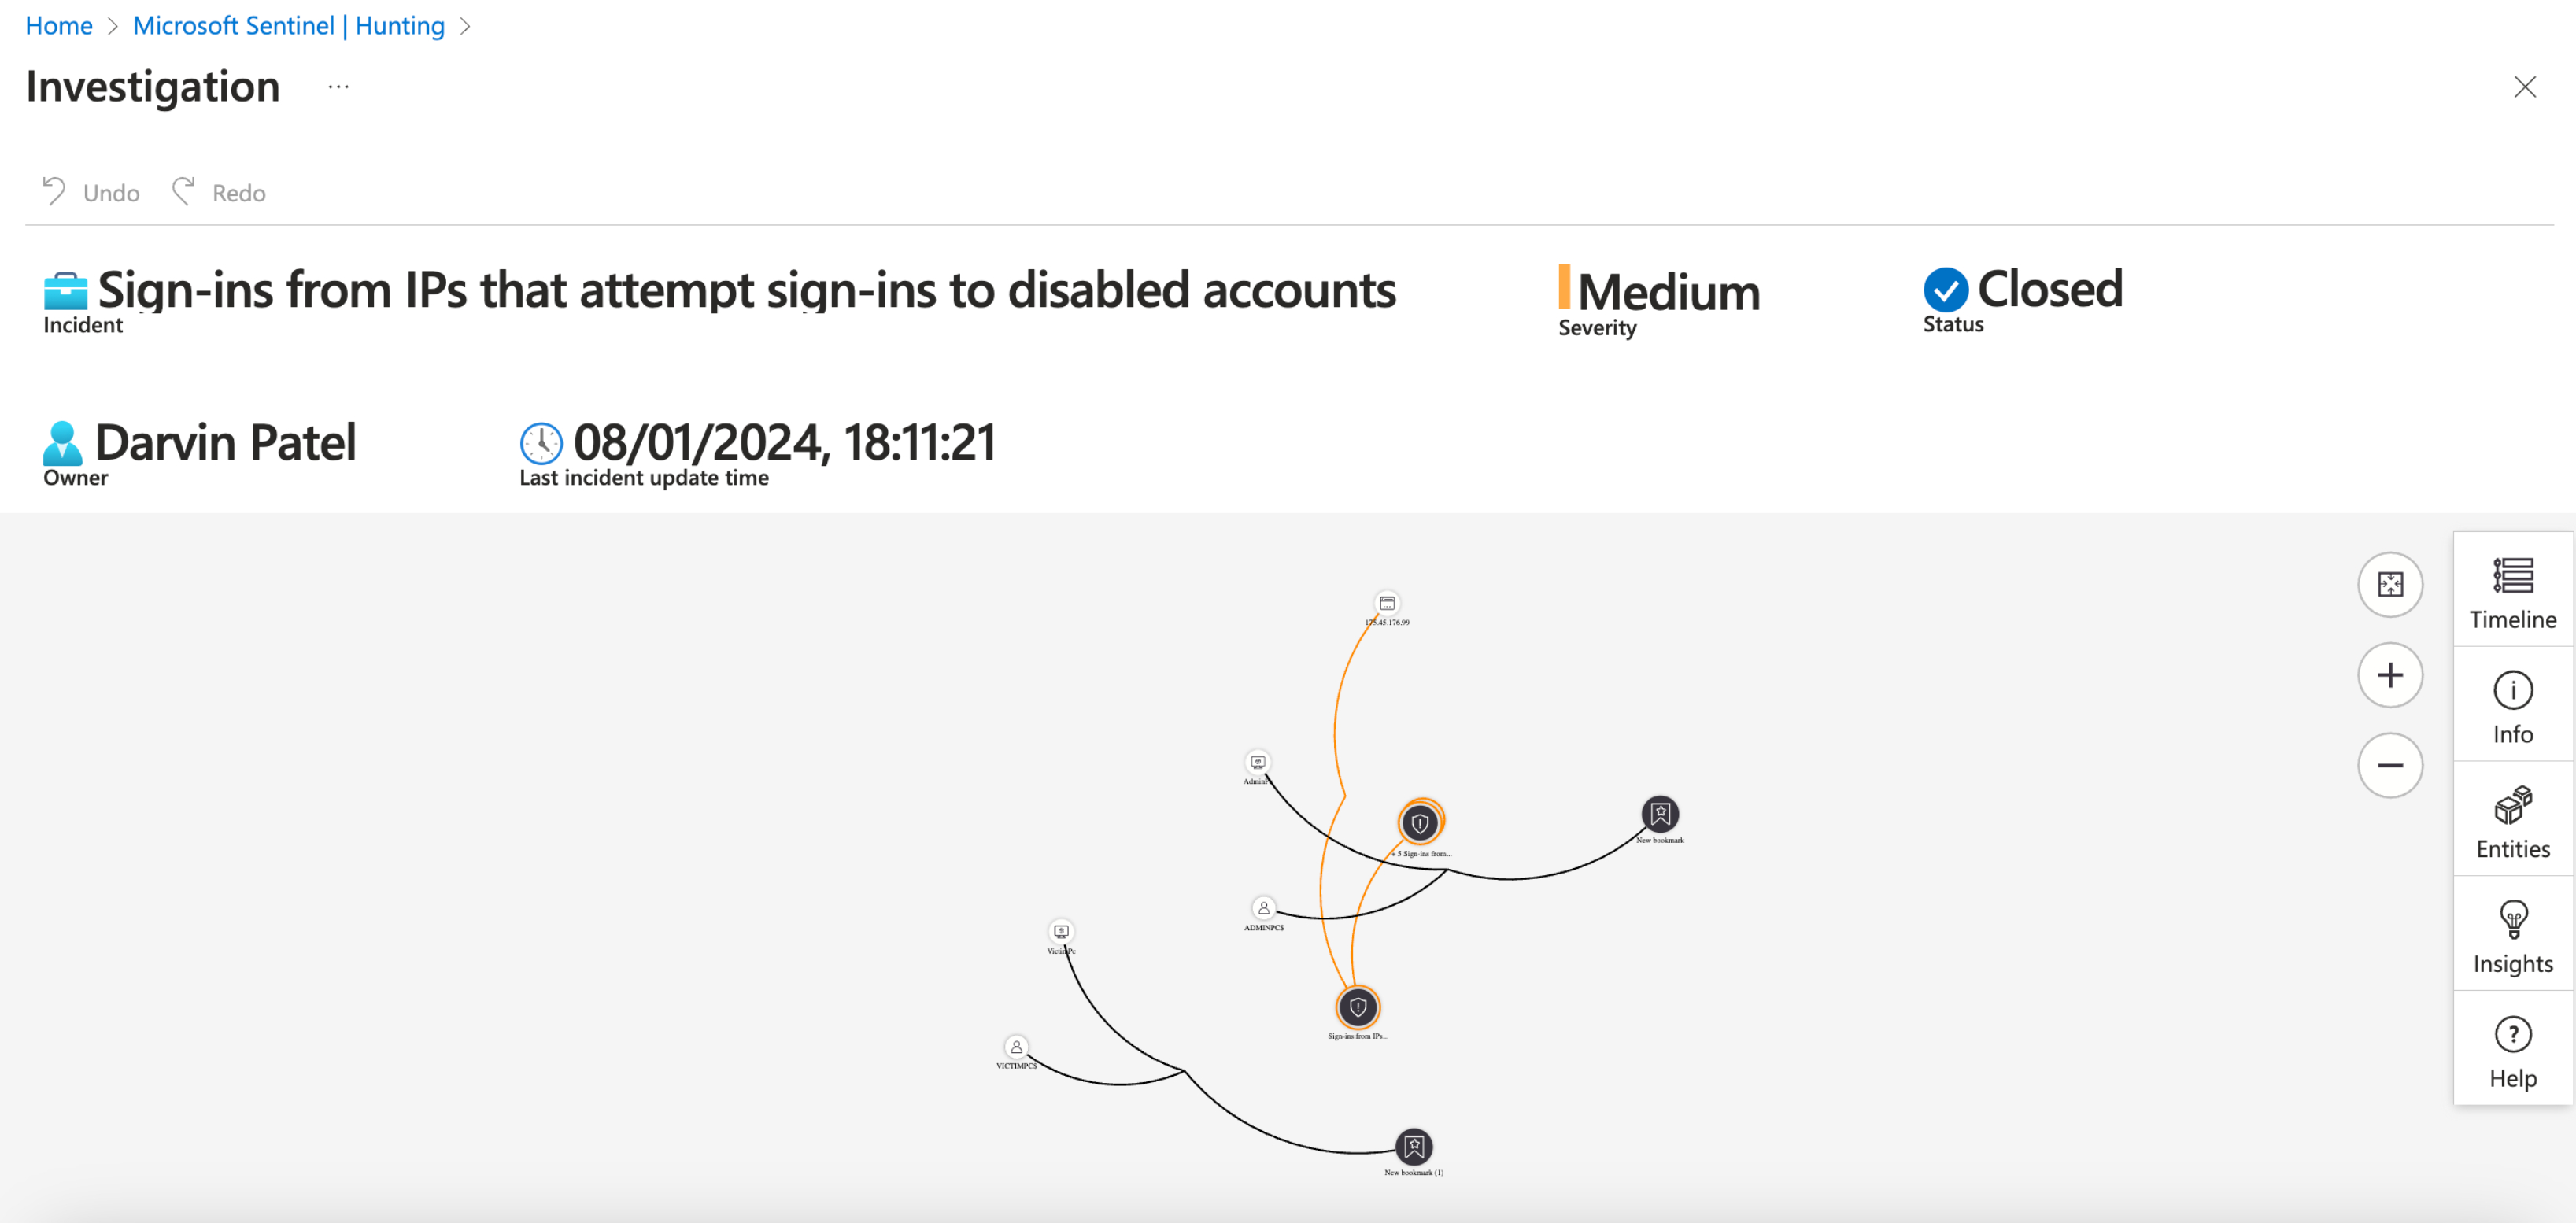 Home > Microsoft Sentinel | Hunting >
Investigation ...
Undo Redo
Sign-ins from IPs that attempt sign-ins to disabled accounts
Incident
Medium
Severity
Closed
Status
Darvin Patel
Owner
08/01/2024, 18:11:21
Last incident update time
175.45.176.99
+ 5 Sign-ins from...
New bookmark
ADMINPC$
VictimPc
Sign-ins from IPs...
VICTIMPC$
New bookmark (1)
Timeline
Info
Entities
Insights
Help